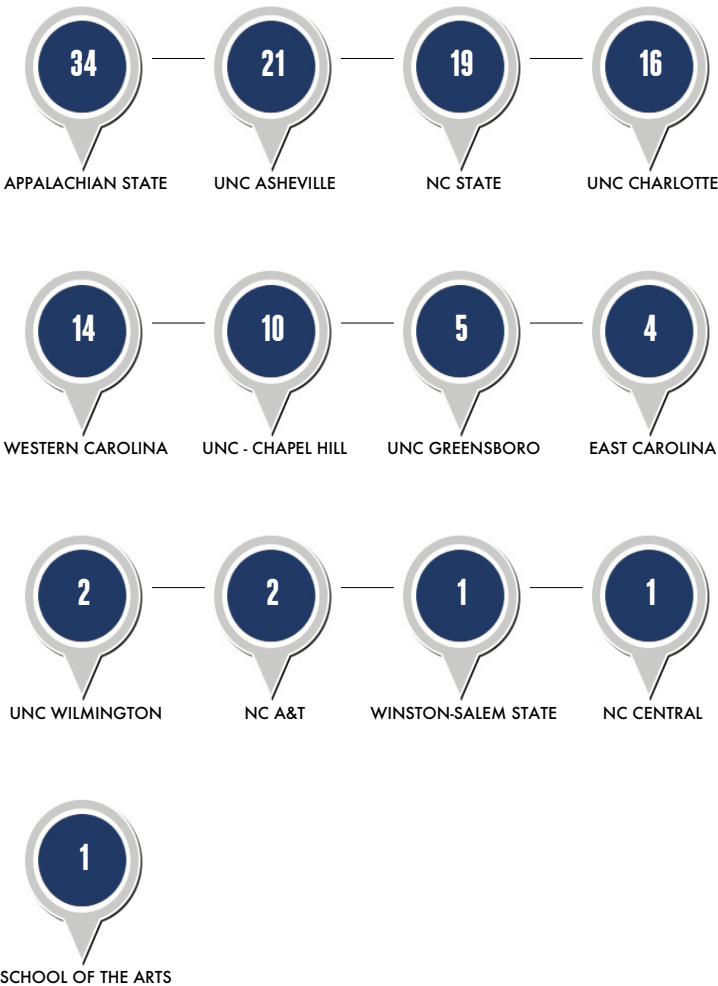 34
21
19
16
APPALACHIAN STATE
UNC ASHEVILLE
NC STATE
UNC CHARLOTTE
14
10
5
4
WESTERN CAROLINA
UNC - CHAPEL HILL
UNC GREENSBORO
EAST CAROLINA
2
2
1
1
UNC WILMINGTON
NC A&T
WINSTON-SALEM STATE
NC CENTRAL
1
SCHOOL OF THE ARTS